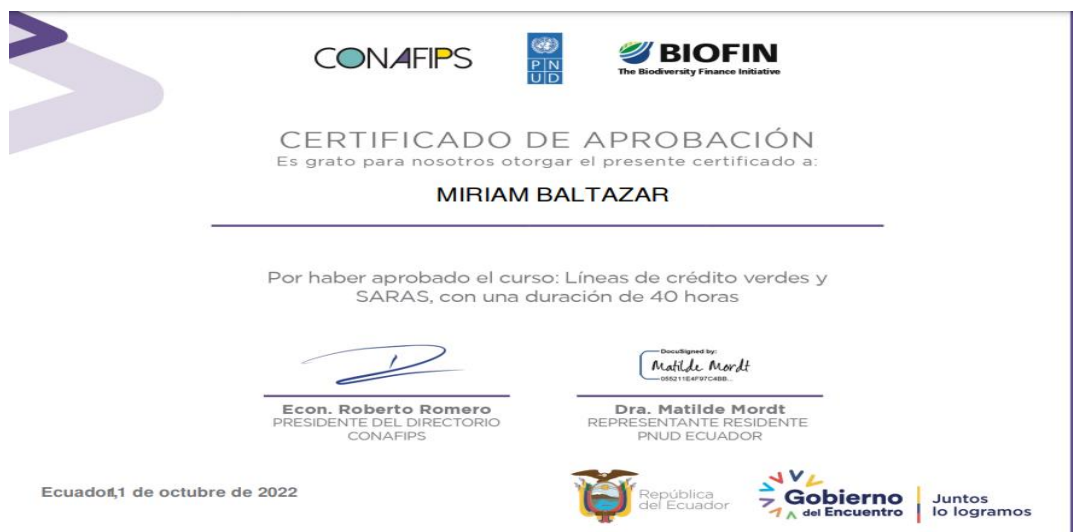 CONAFIPS
P N
U D
BIOFIN
The Biodiversity Finance Initiative
CERTIFICADO DE APROBACIÓN
Es grato para nosotros otorgar el presente certificado a:
MIRIAM BALTAZAR
Por haber aprobado el curso: Líneas de crédito verdes y
SARAS, con una duración de 40 horas
DocuSigned by:
Matilde Mordt
055211E4F97C4BB...
Econ. Roberto Romero
PRESIDENTE DEL DIRECTORIO
CONAFIPS
Dra. Matilde Mordt
REPRESENTANTE RESIDENTE
PNUD ECUADOR
Ecuador,1 de octubre de 2022
República
del Ecuador
Gobierno
del Encuentro
Juntos
lo logramos